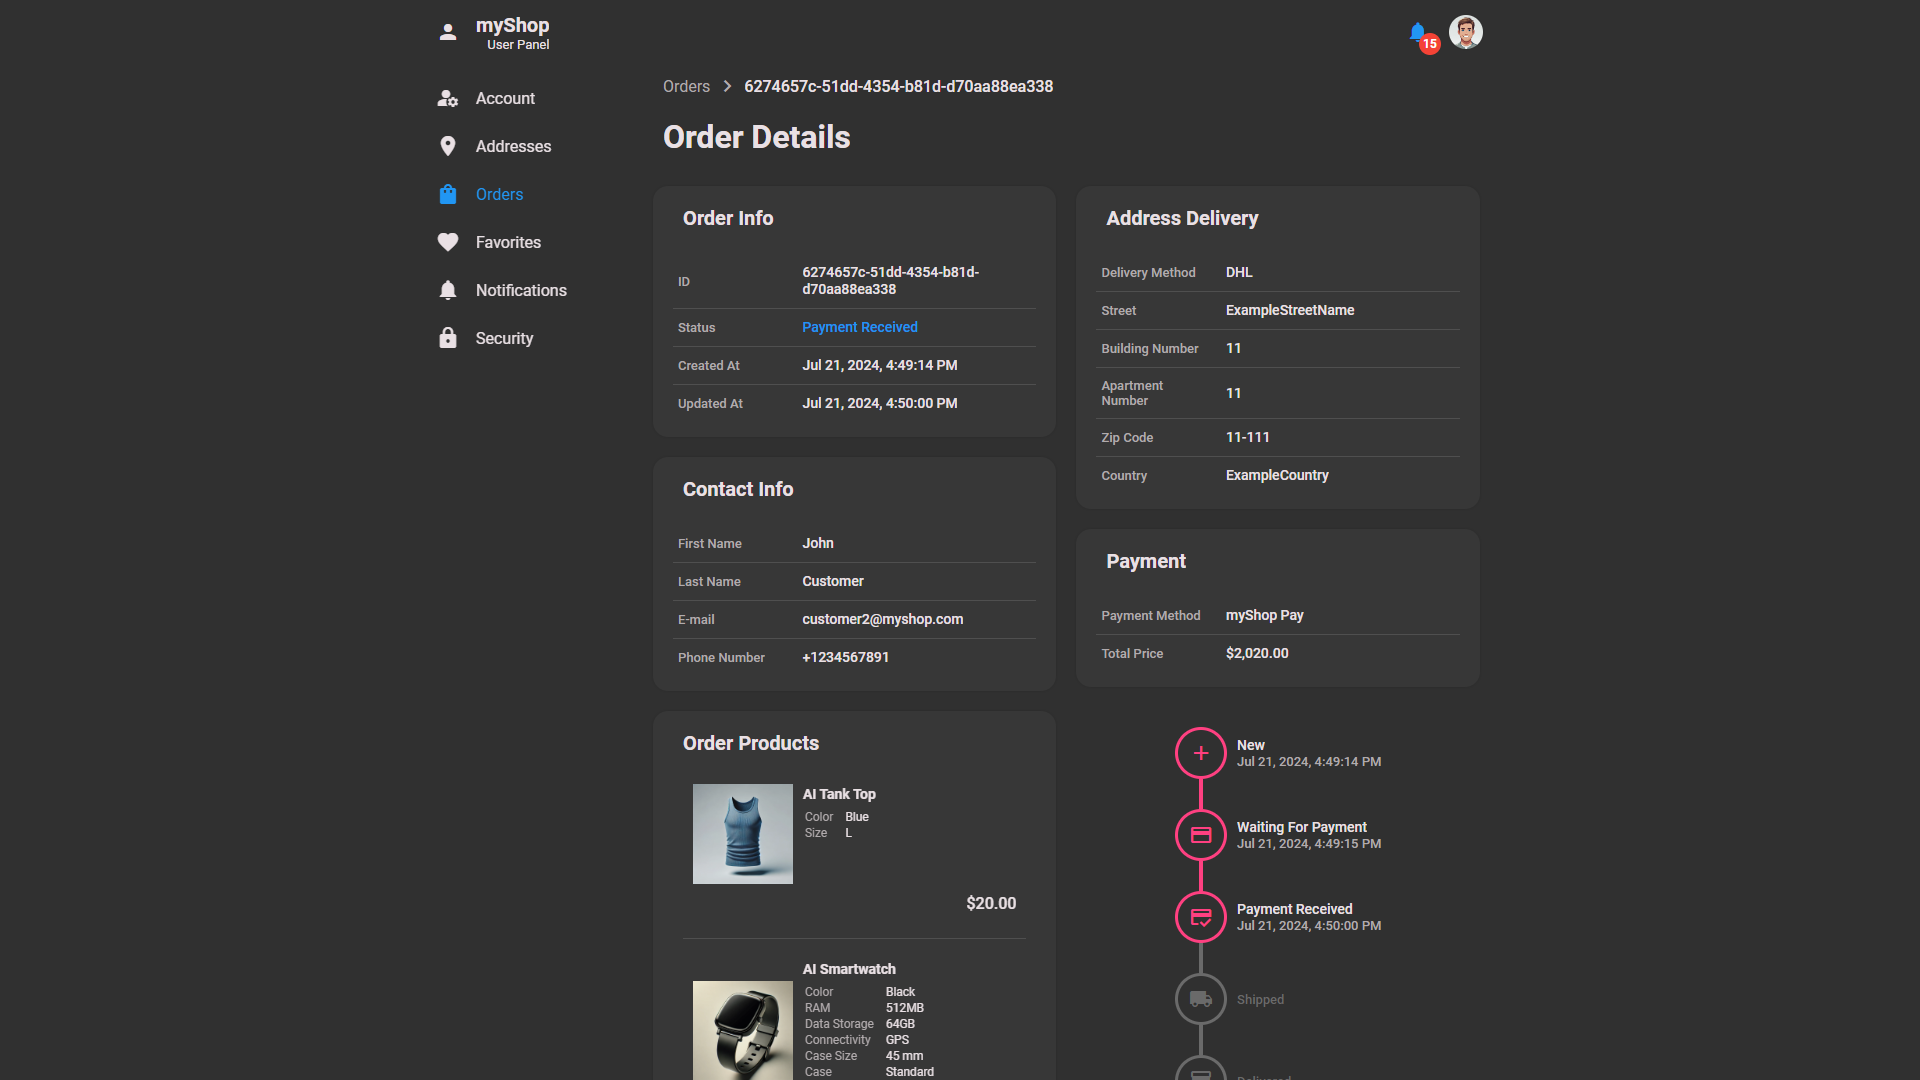 myShop
User Panel
15
Account
Addresses
Orders
Favorites
Notifications
Security
Orders
6274657c-51dd-4354-b81d-d70aa88ea338
Order Details
Order Info
ID
6274657c-51dd-4354-b81d-
d70aa88ea338
Status
Payment Received
Created At
Jul 21, 2024, 4:49:14 PM
Updated At
Jul 21, 2024, 4:50:00 PM
Contact Info
First Name
John
Last Name
Customer
E-mail
customer2@myshop.com
Phone Number
+1234567891
Order Products
AI Tank Top
Color Blue
Size L
$20.00
AI Smartwatch
Color Black
RAM 512MB
Data Storage 64GB
Connectivity GPS
Case Size 45 mm
Case Standard
Address Delivery
Delivery Method
DHL
Street
ExampleStreetName
Building Number
11
Apartment
Number
11
Zip Code
11-111
Country
ExampleCountry
Payment
Payment Method
myShop Pay
Total Price
$2,020.00
New
Jul 21, 2024, 4:49:14 PM
Waiting For Payment
Jul 21, 2024, 4:49:15 PM
Payment Received
Jul 21, 2024, 4:50:00 PM
Shipped